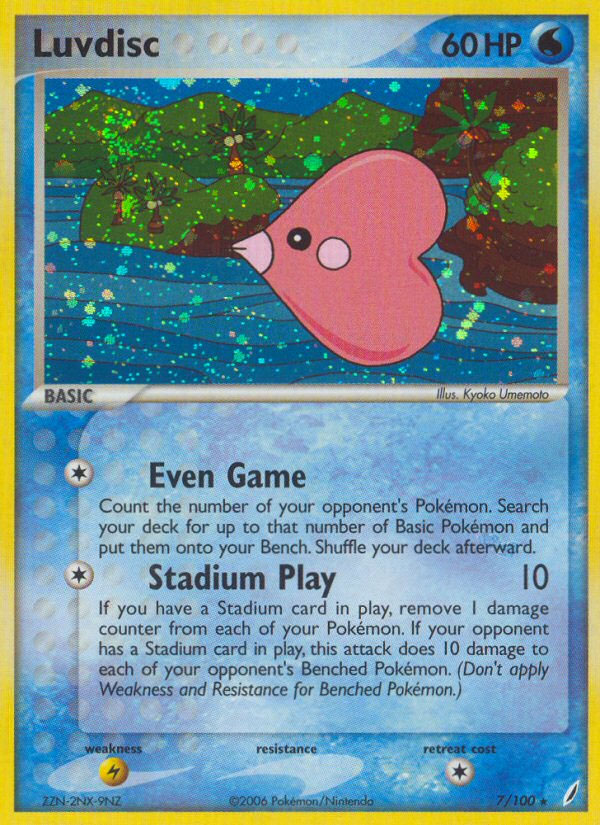 Luvdisc 60 HP
BASIC Illus. Kyoko Umemoto
Even Game
Count the number of your opponent's Pokémon. Search
your deck for up to that number of Basic Pokémon and
put them onto your Bench. Shuffle your deck afterward.
Stadium Play 10
If you have a Stadium card in play, remove 1 damage
counter from each of your Pokémon. If your opponent
has a Stadium card in play, this attack does 10 damage to
each of your opponent's Benched Pokémon. (Don't apply
Weakness and Resistance for Benched Pokémon.)
weakness resistance retreat cost
ZZN-2NX-9NZ ©2006 Pokémon/Nintendo 7/100 ★